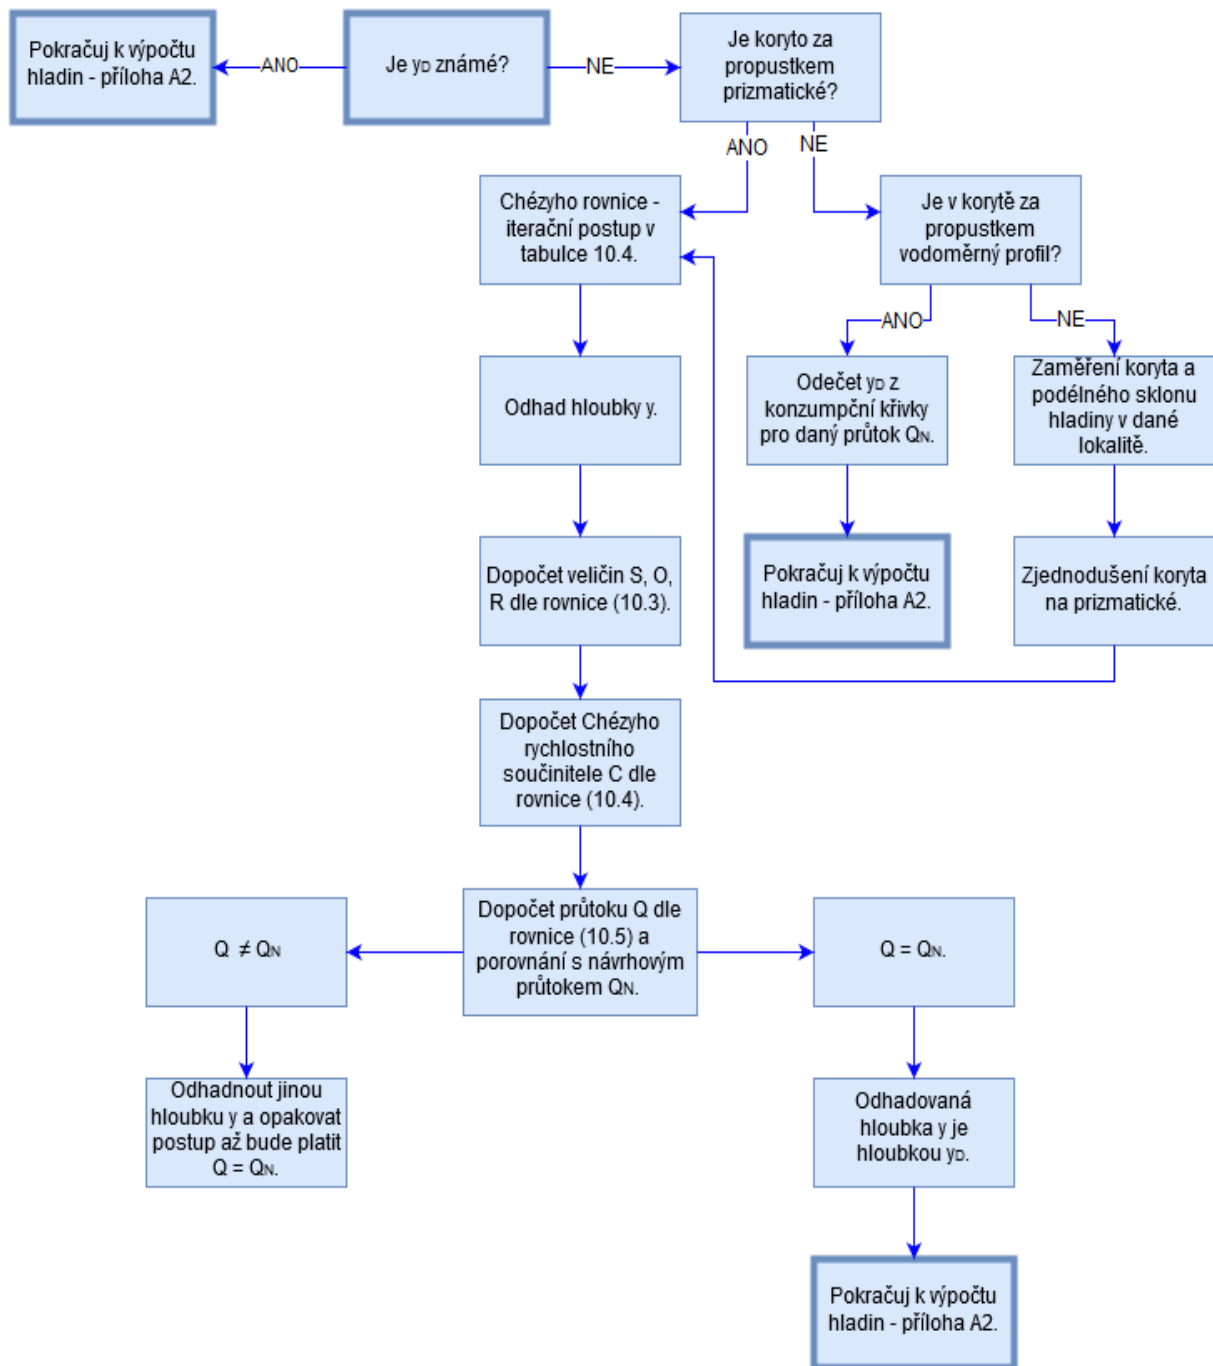 Pokračuj k výpočtu
hladin - příloha A2.
ANO
Je yD známé?
NE
Je koryto za
propustkem
prizmatické?
ANO
NE
Chézyho rovnice -
iterační postup v
tabulce 10.4.
Je v korytě za
propustkem
vodoměrný profil?
ANO
NE
Odhad hloubky y.
Odečet yD z
konzumpční křivky
pro daný průtok QN.
Zaměření koryta a
podélného sklonu
hladiny v dané
lokalitě.
Dopočet veličin S, O,
R dle rovnice (10.3).
Pokračuj k výpočtu
hladin - příloha A2.
Zjednodušení koryta
na prizmatické.
Dopočet Chézyho
rychlostního
součinitele C dle
rovnice (10.4).
Q ≠ QN
Dopočet průtoku Q dle
rovnice (10.5) a
porovnání s návrhovým
průtokem QN.
Q = QN.
Odhadnout jinou
hloubku y a opakovat
postup až bude platit
Q = QN.
Odhadovaná
hloubka y je
hloubkou yD.
Pokračuj k výpočtu
hladin - příloha A2.